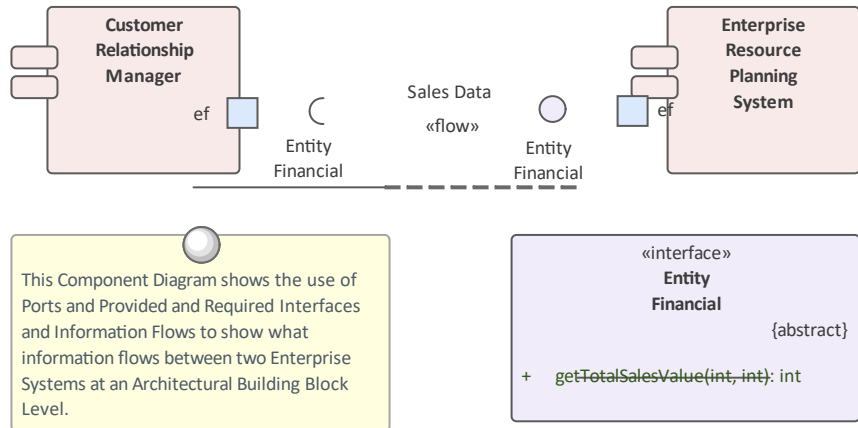 Customer
Relationship
Manager
ef
Entity
Financial
Sales Data
«flow»
Entity
Financial
ef
Enterprise
Resource
Planning
System
This Component Diagram shows the use of
Ports and Provided and Required Interfaces
and Information Flows to show what
information flows between two Enterprise
Systems at an Architectural Building Block
Level.
«interface»
Entity
Financial
{abstract}
+ getTotalSalesValue(int, int): int